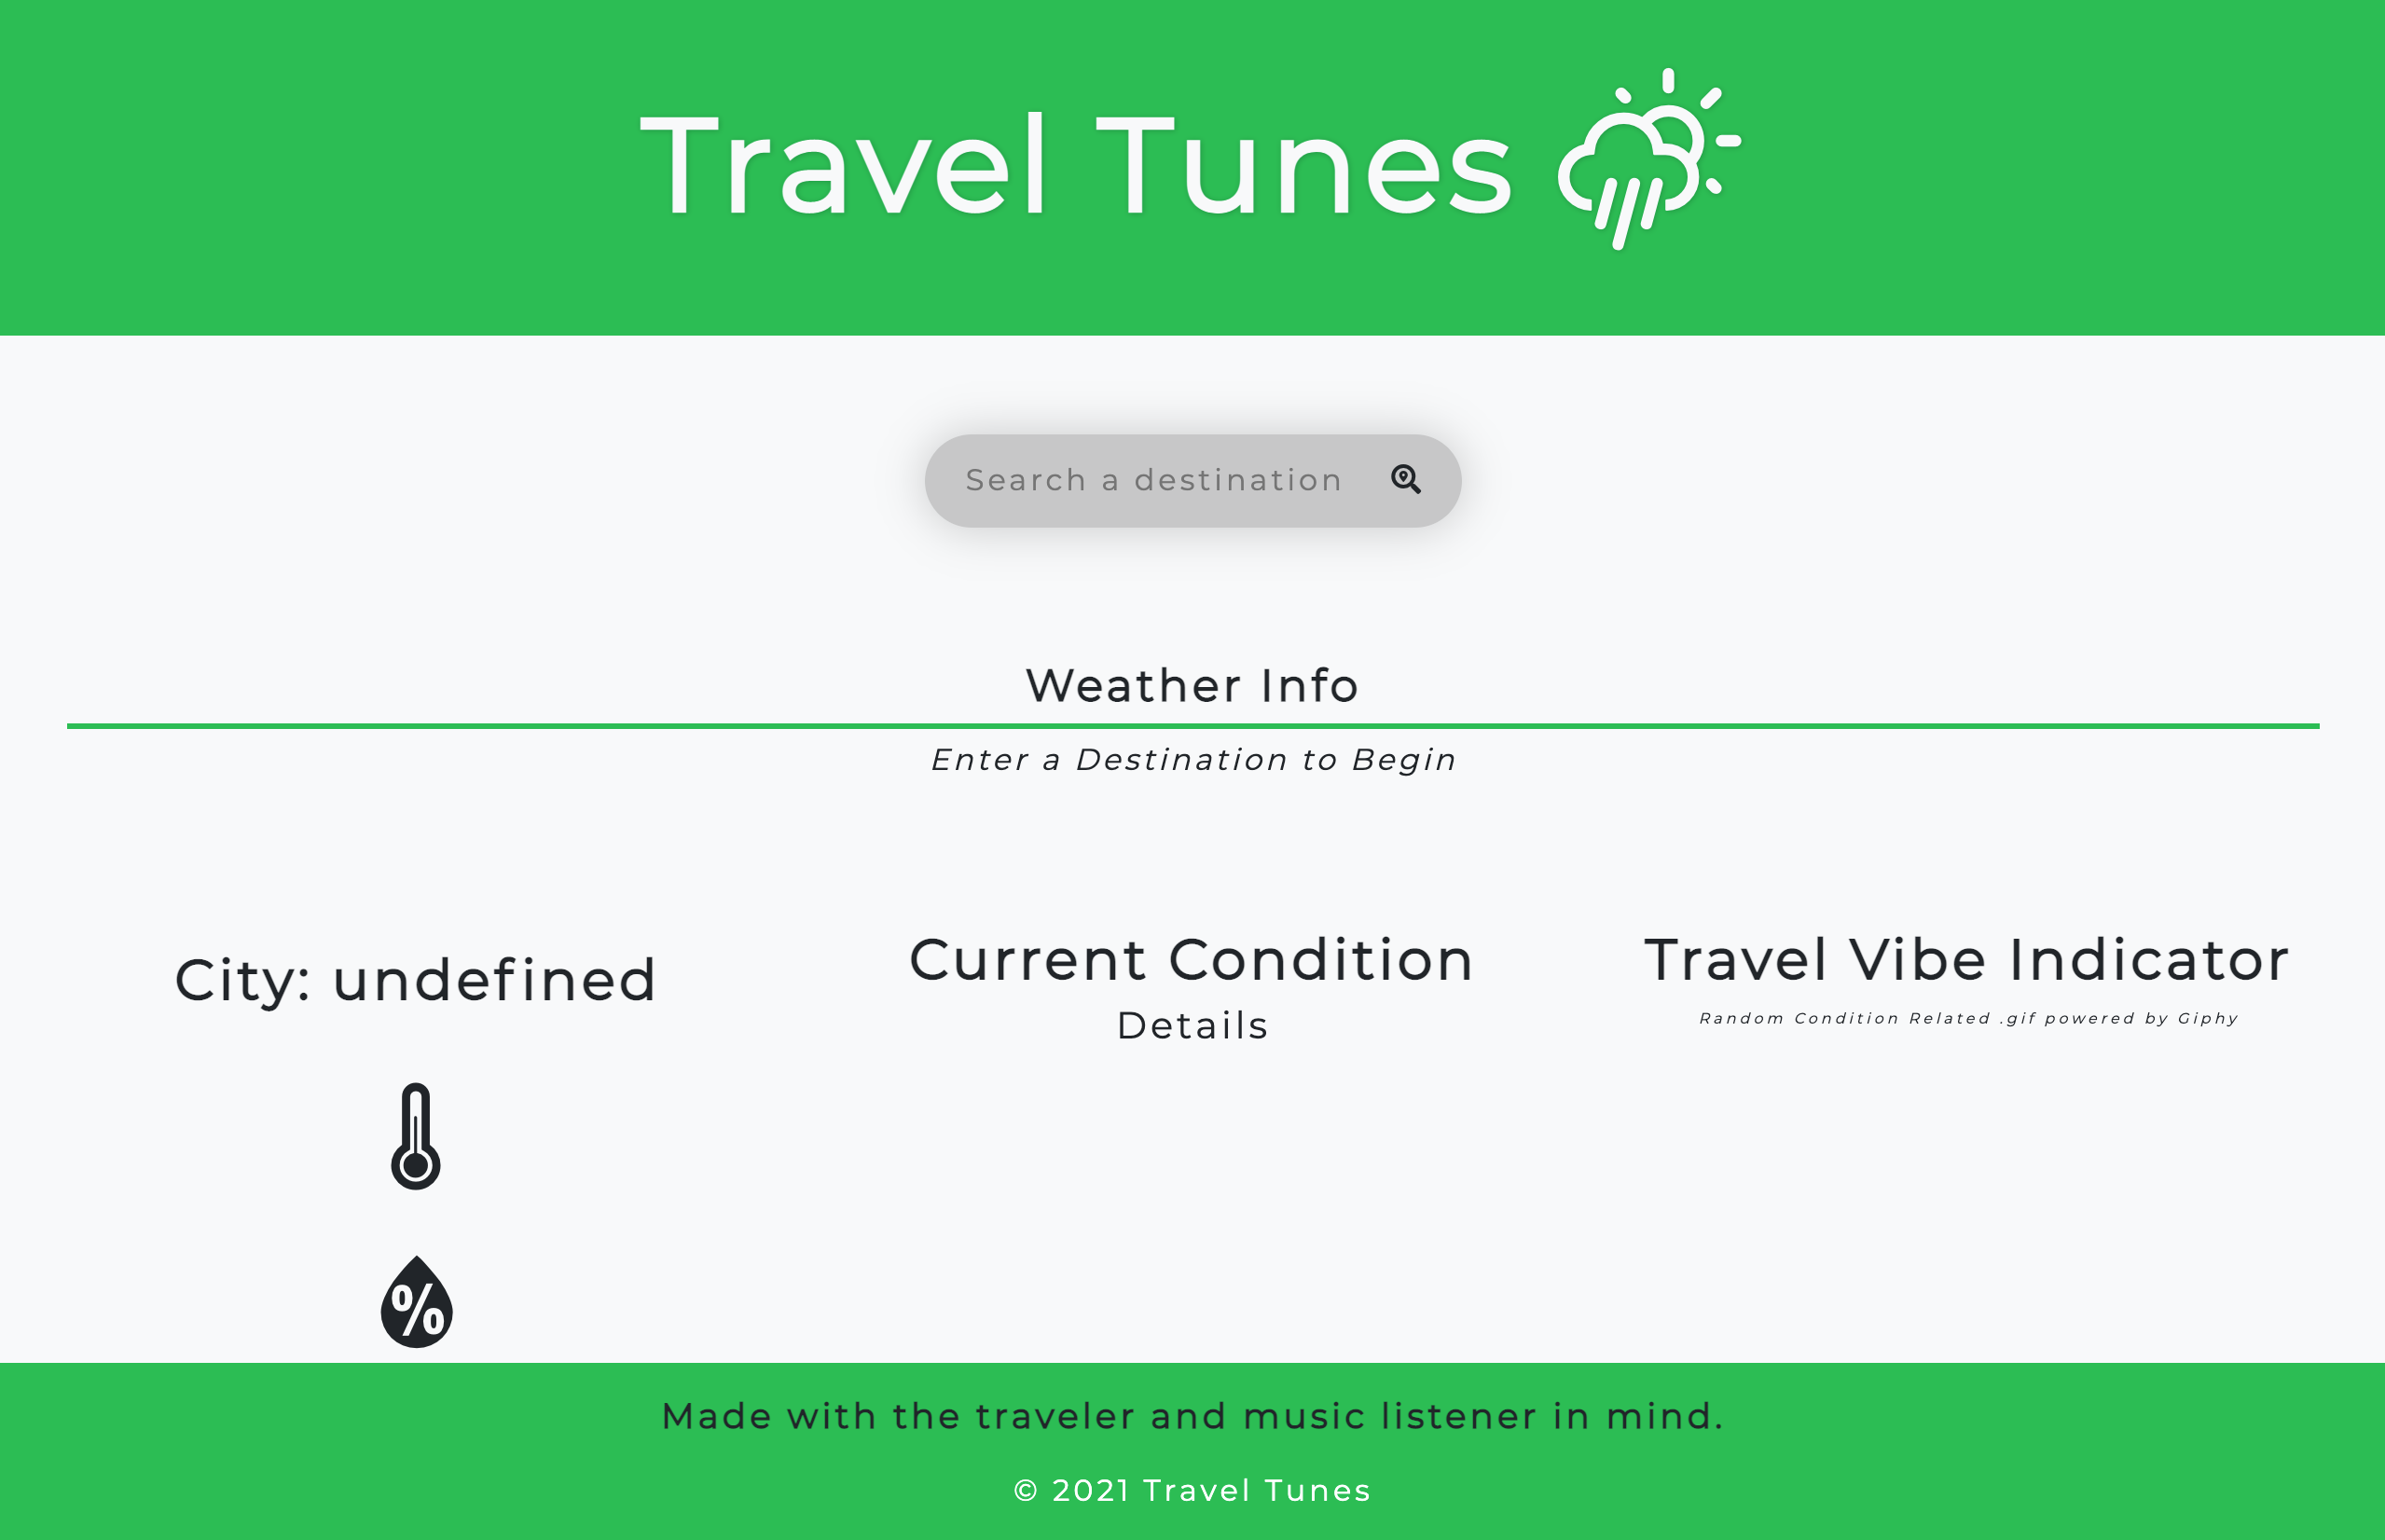 Travel Tunes
Search a destination
Weather Info
Enter a Destination to Begin
City: undefined
%
Current Condition
Details
Travel Vibe Indicator
Random Condition Related .gif powered by Giphy
Made with the traveler and music listener in mind.
© 2021 Travel Tunes